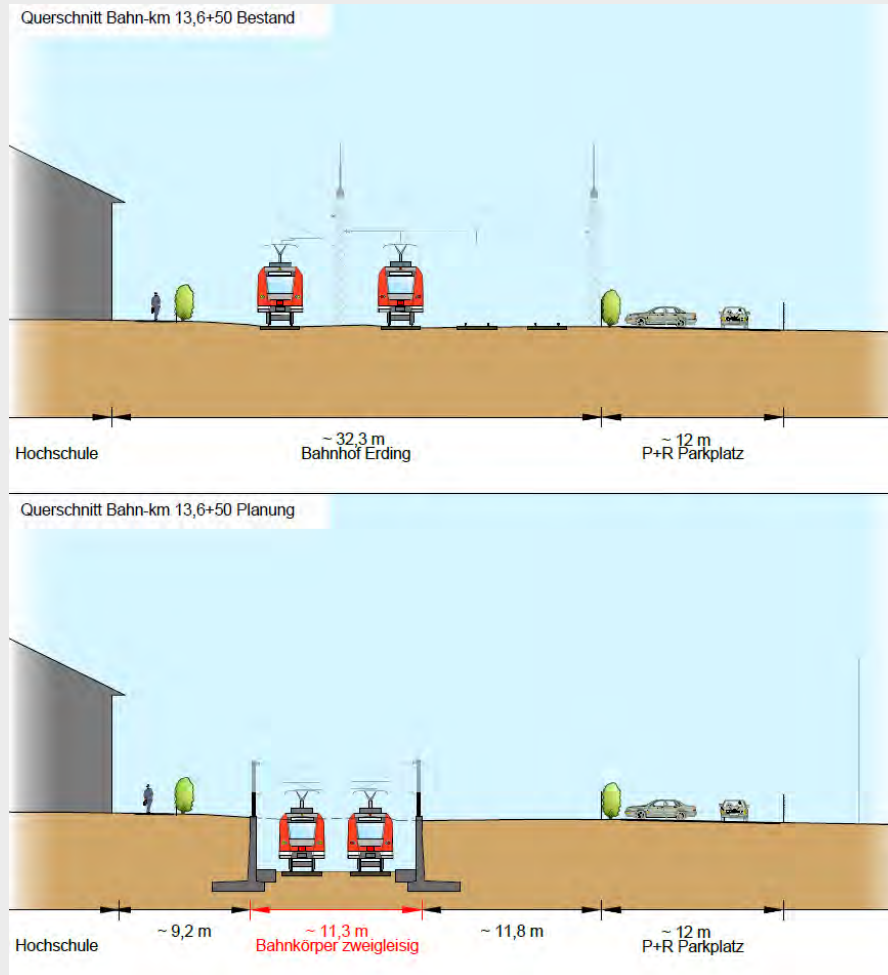 Querschnitt Bahn-km 13,6+50 Bestand
~ 32,3 m
~ 12 m
Hochschule
Bahnhof Erding
P+R Parkplatz
Querschnitt Bahn-km 13,6+50 Planung
~ 9,2 m
~ 11,3 m
~ 11,8 m
~ 12 m
Hochschule
Bahnkörper zweigleisig
P+R Parkplatz